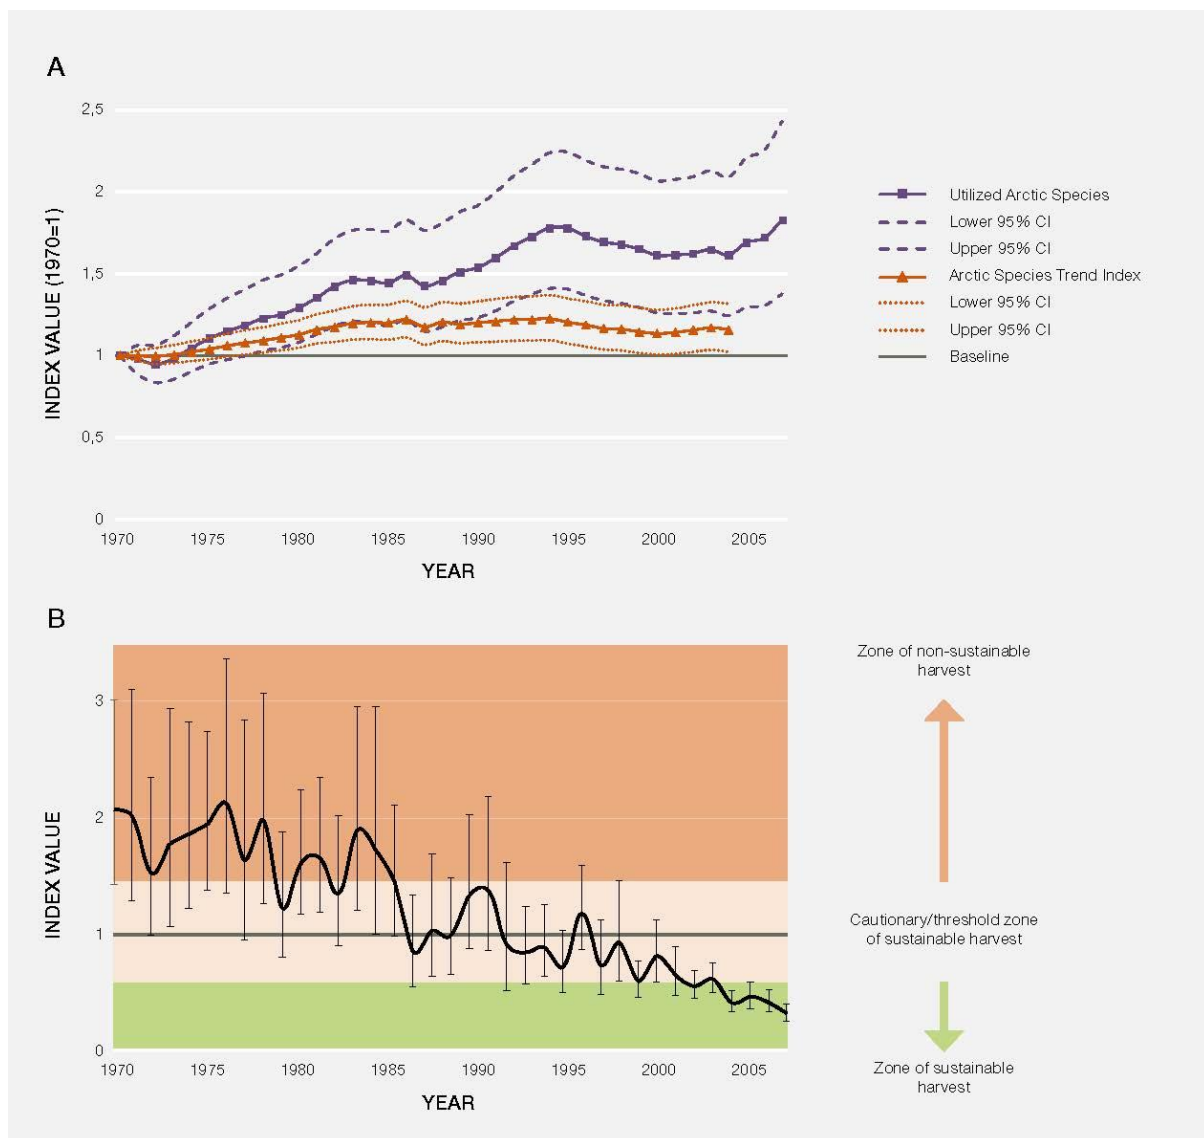 A
2,5
2
1,5
1
0,5
0
INDEX VALUE (1970=1)
1970 1975 1980 1985 1990 1995 2000 2005
YEAR
Utilized Arctic Species
Lower 95% CI
Upper 95% CI
Arctic Species Trend Index
Lower 95% CI
Upper 95% CI
Baseline
B
3
2
1
0
INDEX VALUE
1970 1975 1980 1985 1990 1995 2000 2005
YEAR
Zone of non-sustainable
harvest
Cautionary/threshold zone
of sustainable harvest
Zone of sustainable
harvest